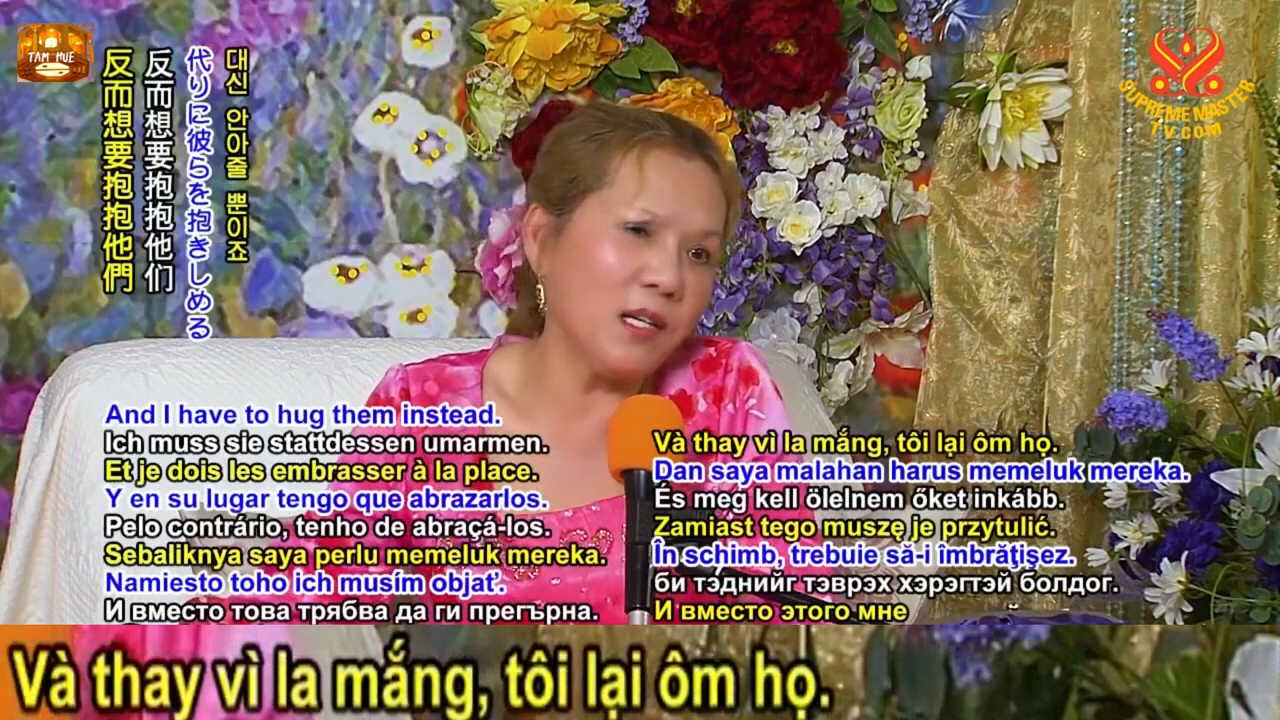 TAM HUE
SUPREME MASTER
TV.COM
대신 안아줄 뿐이죠
代りに彼らを抱きしめる
反而想要抱抱他们
反而想要抱抱他們
And I have to hug them instead.
Ich muss sie stattdessen umarmen.
Et je dois les embrasser à la place.
Y en su lugar tengo que abrazarlos.
Pelo contrário, tenho de abraçá-los.
Sebaliknya saya perlu memeluk mereka.
Namiesto toho ich musím objať.
И вместо това трябва да ги прегърна.
Và thay vì la mắng, tôi lại ôm họ.
Dan saya malahan harus memeluk mereka.
És meg kell ölelnem őket inkább.
Zamiast tego muszę je przytulić.
În schimb, trebuie să-i îmbrăţişez.
би тэднийг тэврэх хэрэгтэй болдог.
И вместо этого мне
Và thay vì la mắng, tôi lại ôm họ.